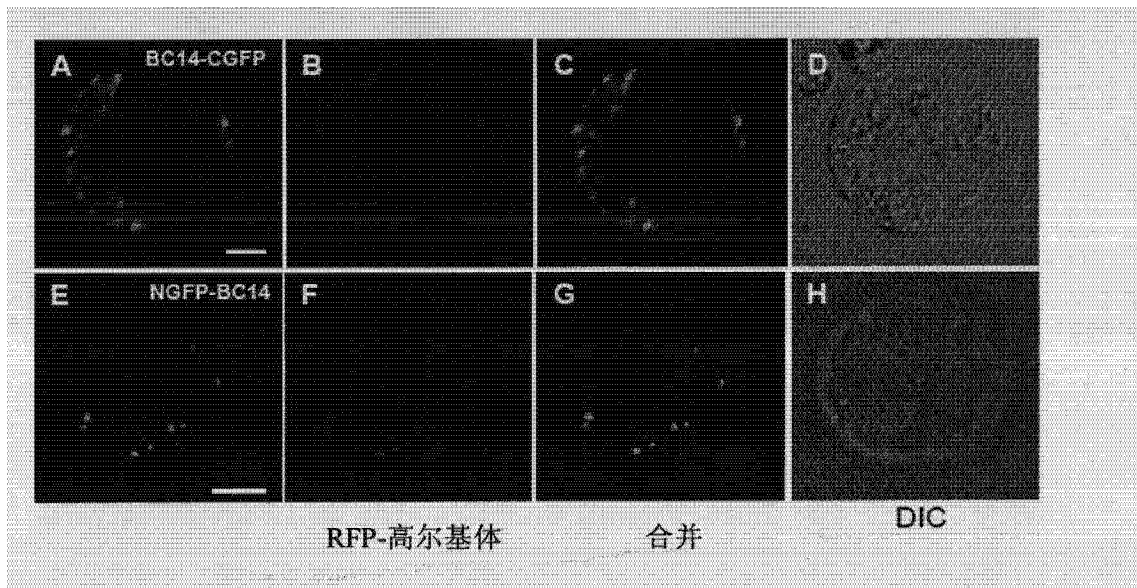 A BC14-CGFP B C D
E NGFP-BC14 F G H
RFP-高尔基体 合并 DIC